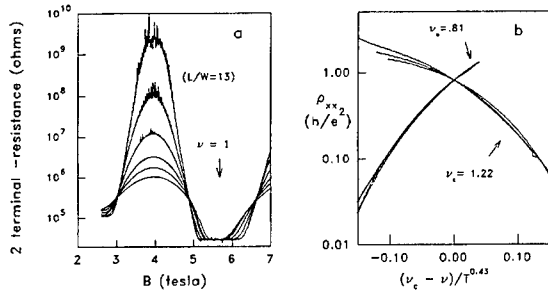 2 terminal -resistance (ohms)
10^10
10^9
10^8
10^7
10^6
10^5
a
(L/W=13)
ν = 1
2 3 4 5 6 7
B (tesla)
b
ν_c=.81
ρ_xx
(h/e^2)
1.00
0.10
0.01
ν_c = 1.22
-0.10 0.00 0.10
(ν_c - ν)/T^0.43